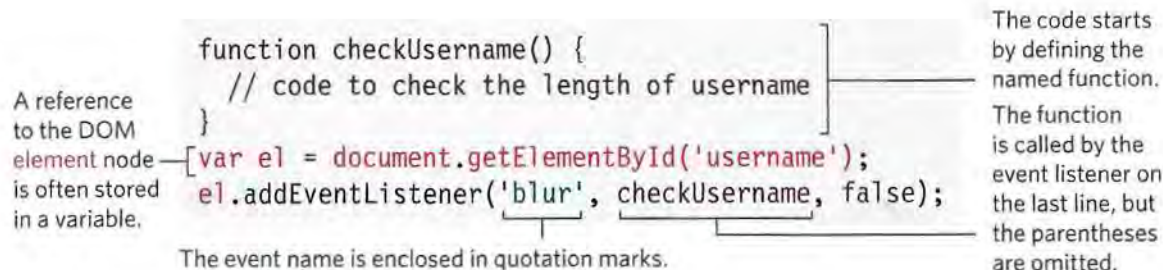 function checkUsername() {
// code to check the length of username
}
var el = document.getElementById('username');
el.addEventListener('blur', checkUsername, false);
A reference
to the DOM
element node
is often stored
in a variable.
The event name is enclosed in quotation marks.
The code starts
by defining the
named function.
The function
is called by the
event listener on
the last line, but
the parentheses
are omitted.